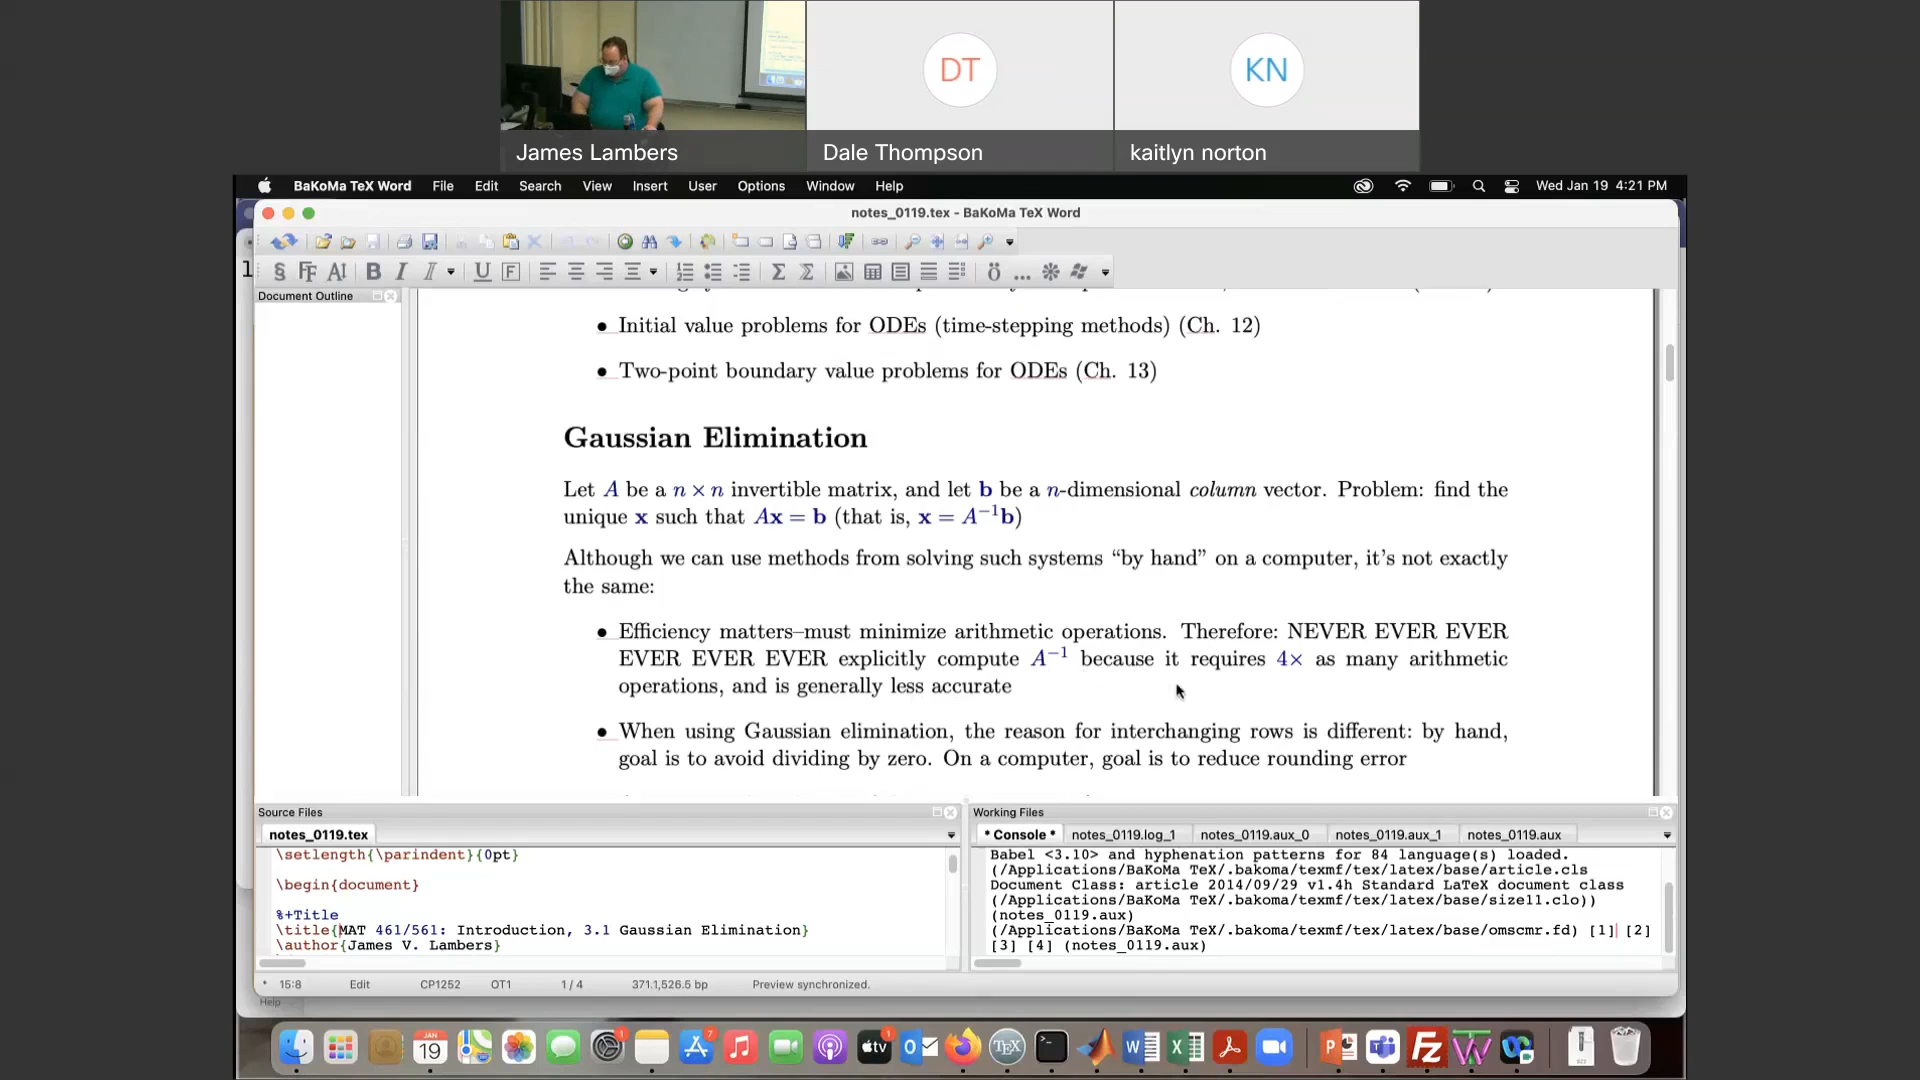 DT
KN
James Lambers
Dale Thompson
kaitlyn norton
BaKoMa TeX Word File Edit Search View Insert User Options Window Help
Wed Jan 19 4:21 PM
notes_0119.tex - BaKoMa TeX Word
Document Outline
• Initial value problems for ODEs (time-stepping methods) (Ch. 12)
• Two-point boundary value problems for ODEs (Ch. 13)
Gaussian Elimination
Let A be a n × n invertible matrix, and let b be a n-dimensional column vector. Problem: find the
unique x such that Ax = b (that is, x = A⁻¹b)
Although we can use methods from solving such systems “by hand” on a computer, it's not exactly
the same:
• Efficiency matters–must minimize arithmetic operations. Therefore: NEVER EVER EVER
EVER EVER EVER explicitly compute A⁻¹ because it requires 4× as many arithmetic
operations, and is generally less accurate
• When using Gaussian elimination, the reason for interchanging rows is different: by hand,
goal is to avoid dividing by zero. On a computer, goal is to reduce rounding error
Source Files
notes_0119.tex
\setlength{\parindent}{0pt}
\begin{document}
%+Title
\title{MAT 461/561: Introduction, 3.1 Gaussian Elimination}
\author{James V. Lambers}
Working Files
* Console * notes_0119.log_1 notes_0119.aux_0 notes_0119.aux_1 notes_0119.aux
Babel <3.10> and hyphenation patterns for 84 language(s) loaded.
(/Applications/BaKoMa TeX/.bakoma/texmf/tex/latex/base/article.cls
Document Class: article 2014/09/29 v1.4h Standard LaTeX document class
(/Applications/BaKoMa TeX/.bakoma/texmf/tex/latex/base/size11.clo))
(notes_0119.aux)
(/Applications/BaKoMa TeX/.bakoma/texmf/tex/latex/base/omscmr.fd) [1] [2]
[3] [4] (notes_0119.aux)
* 15:8 Edit CP1252 OT1 1 / 4 371.1,526.5 bp Preview synchronized.
Help
JAN
19
1
7
1
tv
TEX